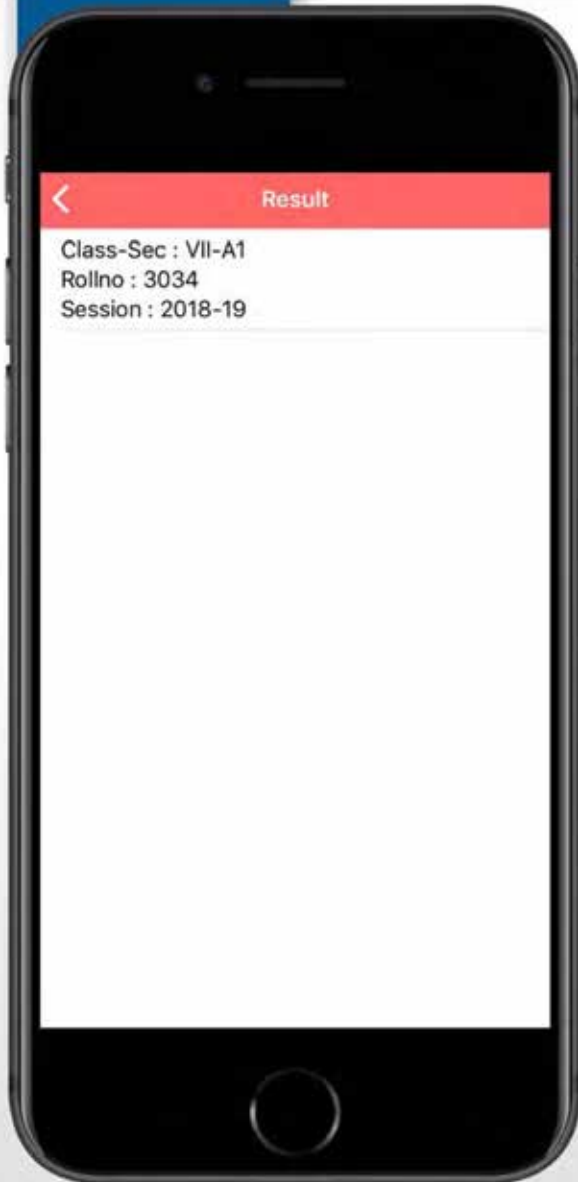 Result
Class-Sec : VII-A1
Rollno : 3034
Session : 2018-19